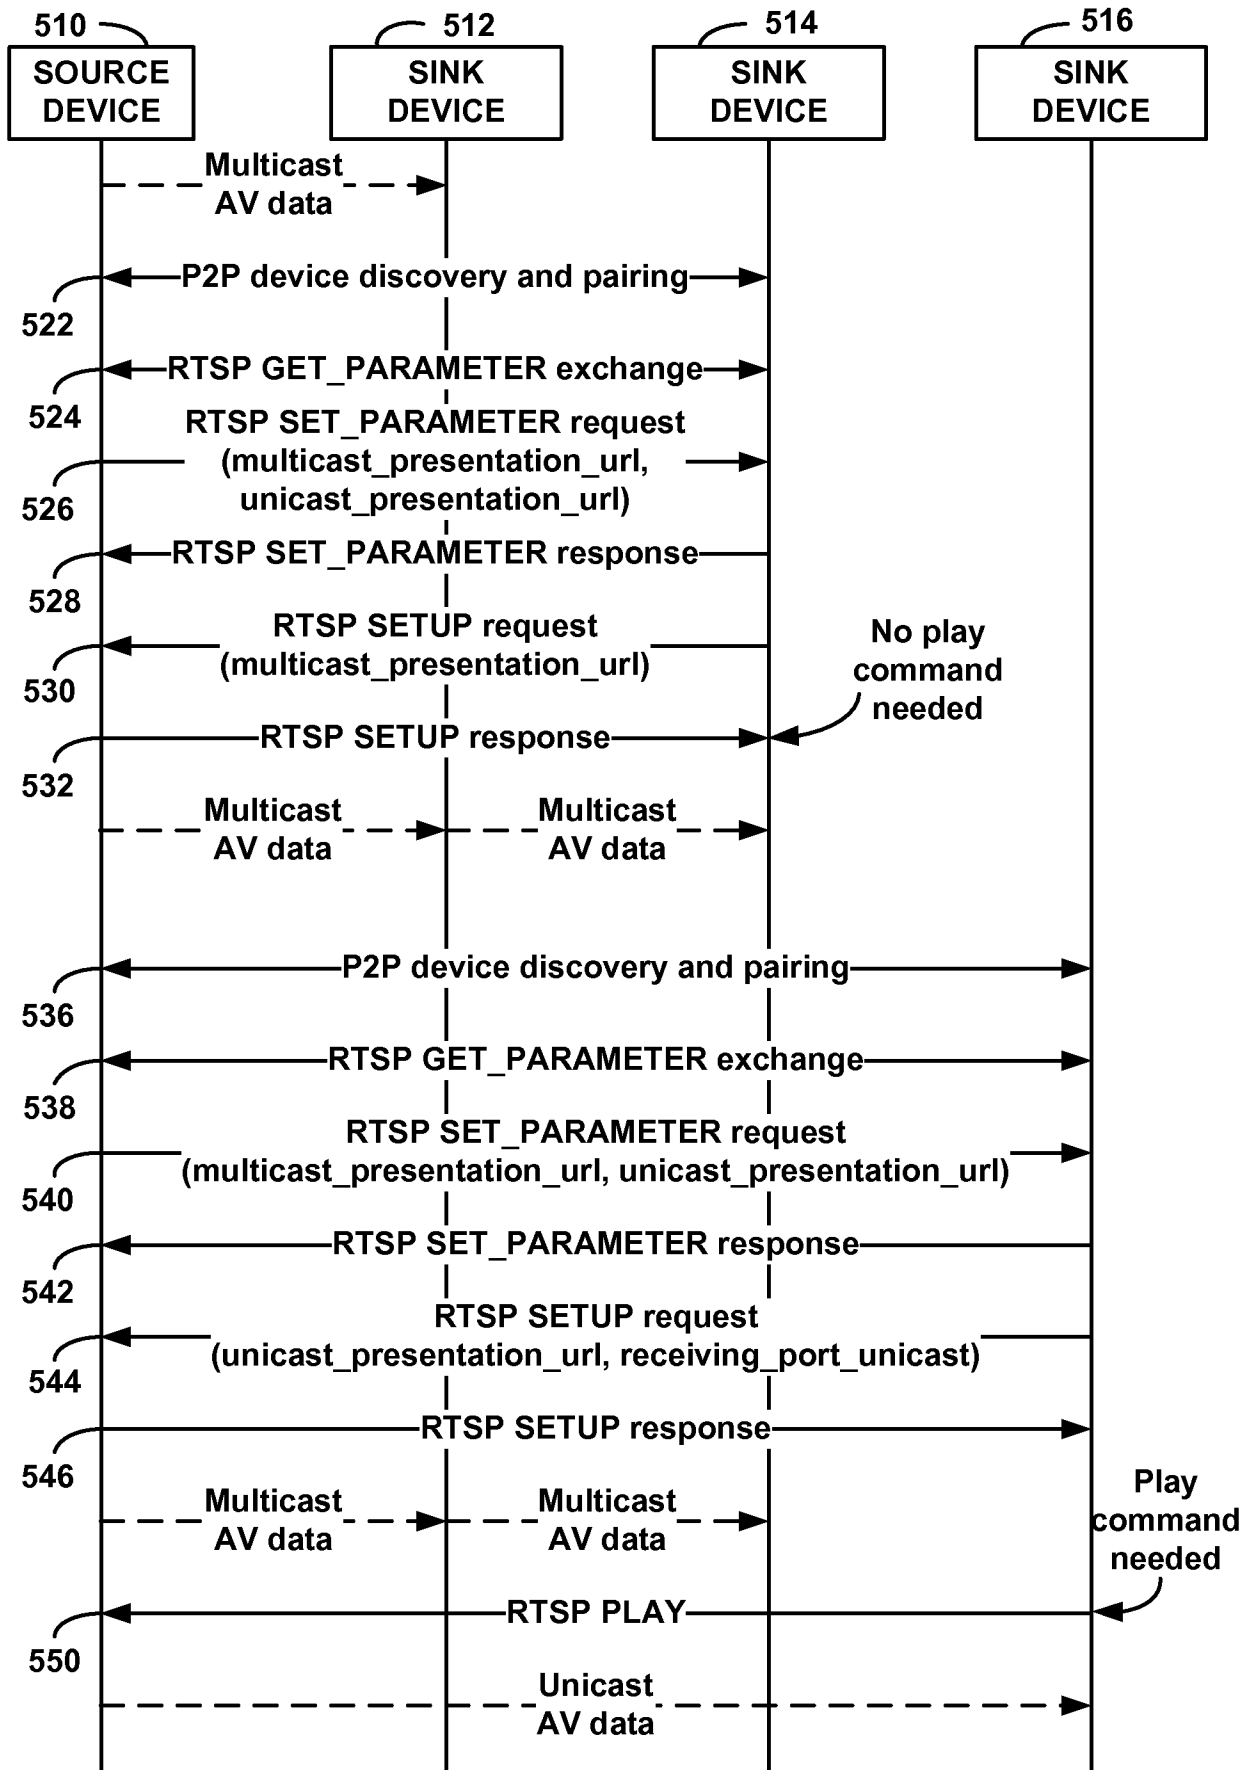 510
512
514
516
SOURCE
DEVICE
SINK
DEVICE
SINK
DEVICE
SINK
DEVICE
Multicast
AV data
P2P device discovery and pairing
522
RTSP GET_PARAMETER exchange
524
RTSP SET_PARAMETER request
(multicast_presentation_url,
unicast_presentation_url)
526
RTSP SET_PARAMETER response
528
RTSP SETUP request
(multicast_presentation_url)
530
No play
command
needed
RTSP SETUP response
532
Multicast
AV data
Multicast
AV data
P2P device discovery and pairing
536
RTSP GET_PARAMETER exchange
538
RTSP SET_PARAMETER request
(multicast_presentation_url, unicast_presentation_url)
540
RTSP SET_PARAMETER response
542
RTSP SETUP request
(unicast_presentation_url, receiving_port_unicast)
544
RTSP SETUP response
546
Multicast
AV data
Multicast
AV data
Play
command
needed
RTSP PLAY
550
Unicast
AV data